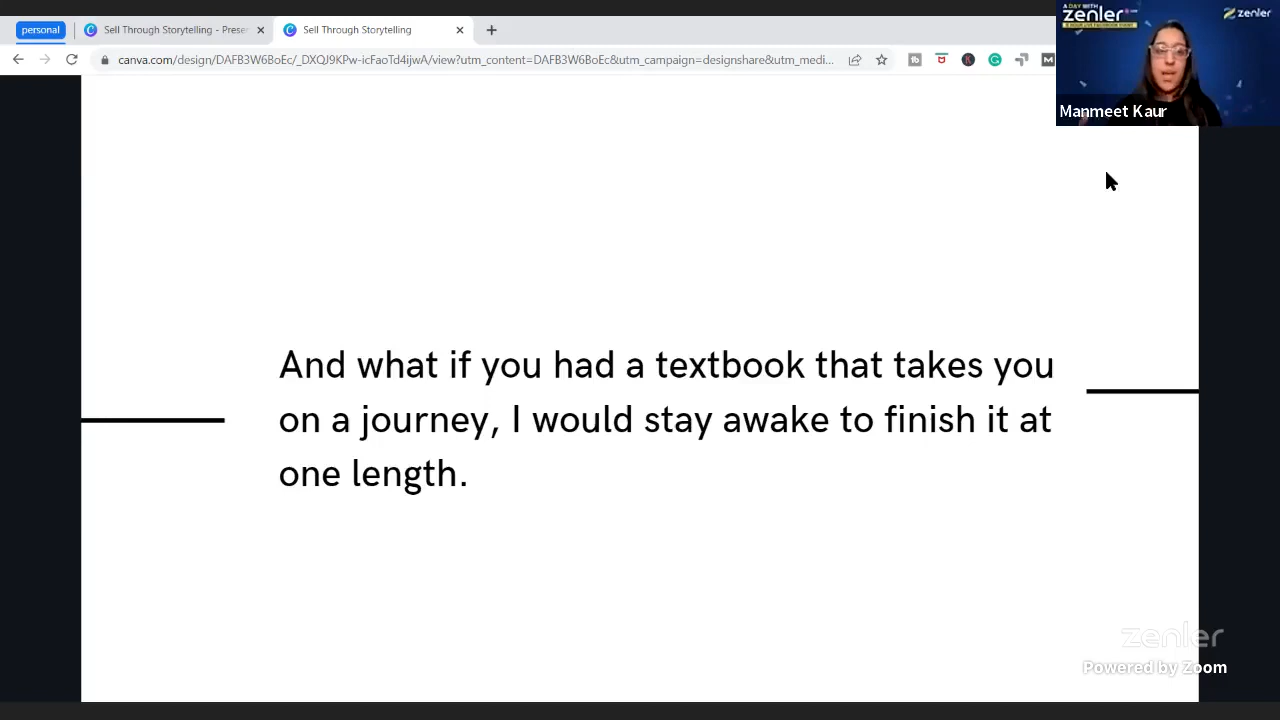 personal
Sell Through Storytelling - Prese
Sell Through Storytelling
canva.com/design/DAFB3W6BoEc/_DXQJ9KPw-icFaoTd4ijwA/view?utm_content=DAFB3W6BoEc&utm_campaign=designshare&utm_medi...
A DAY WITH
zenler
zenler
Manmeet Kaur
And what if you had a textbook that takes you
on a journey, I would stay awake to finish it at
one length.
zenler
Powered by Zoom